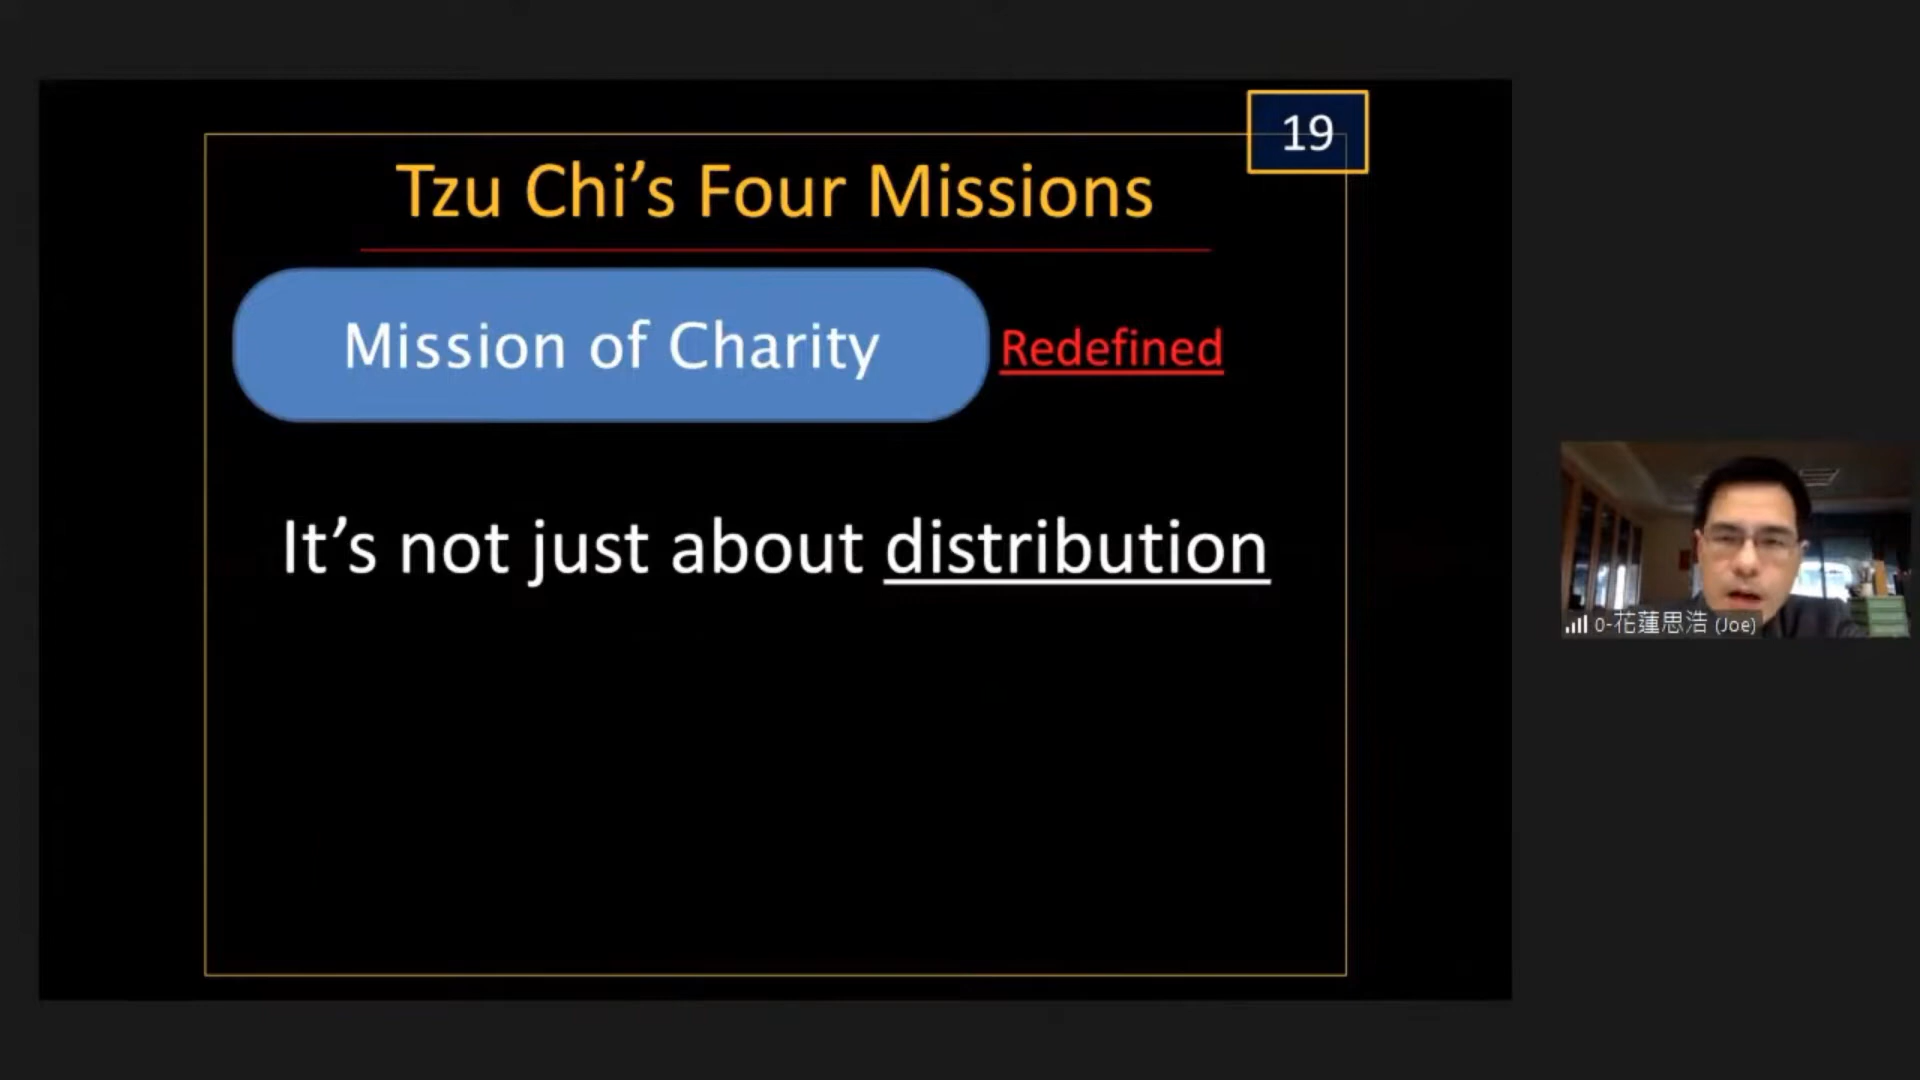 19
Tzu Chi’s Four Missions
Mission of Charity
Redefined
It’s not just about distribution
0-花蓮思浩 (Joe)